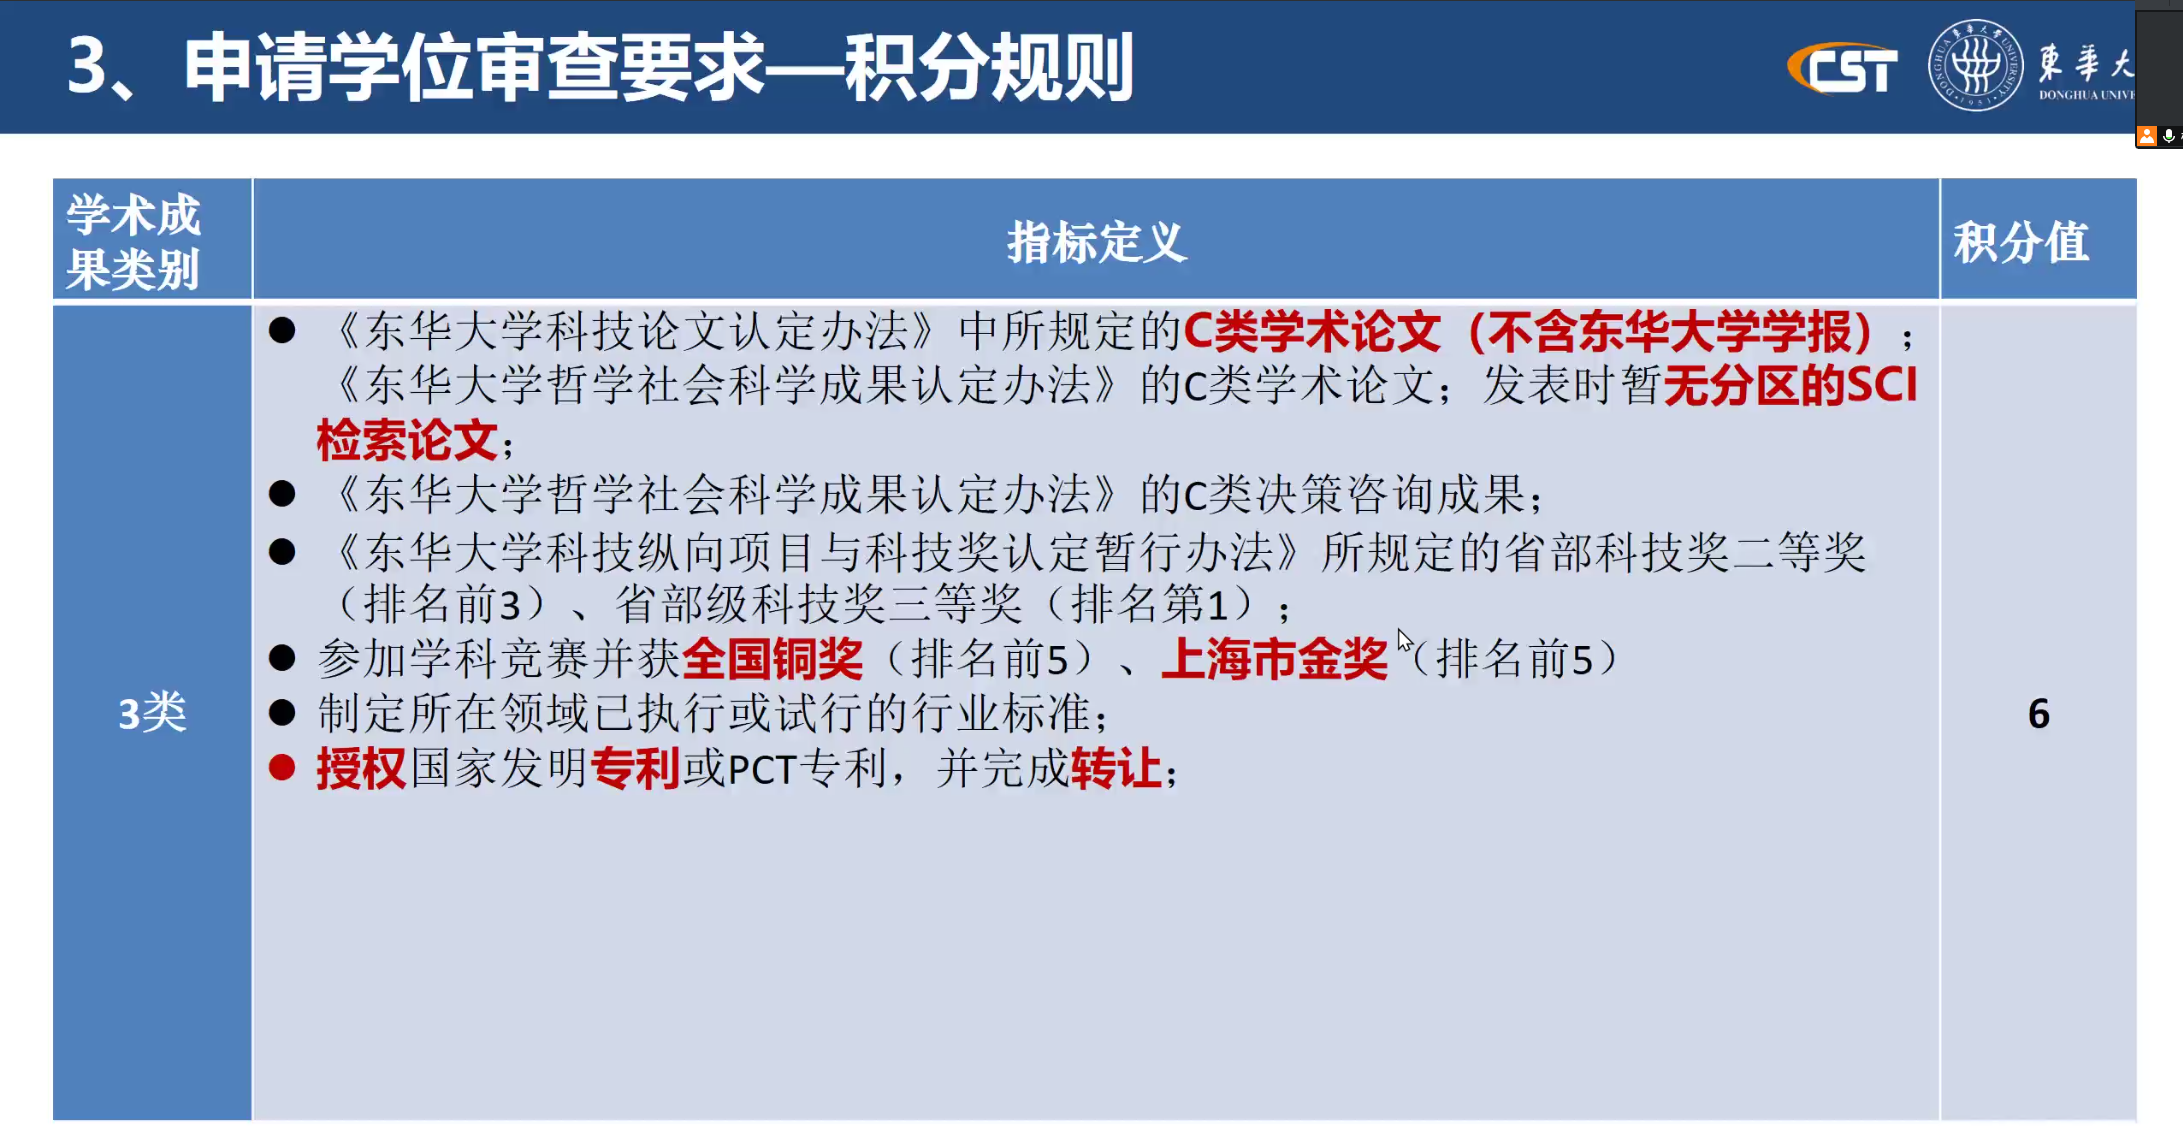 3、申请学位审查要求—积分规则
CST
東華大
DONGHUA UNIVE
学术成果类别
指标定义
积分值
3类
● 《东华大学科技论文认定办法》中所规定的C类学术论文（不含东华大学学报）；
《东华大学哲学社会科学成果认定办法》的C类学术论文；发表时暂无分区的SCI
检索论文；
● 《东华大学哲学社会科学成果认定办法》的C类决策咨询成果；
● 《东华大学科技纵向项目与科技奖认定暂行办法》所规定的省部科技奖二等奖
（排名前3）、省部级科技奖三等奖（排名第1）；
● 参加学科竞赛并获全国铜奖（排名前5）、上海市金奖（排名前5）
● 制定所在领域已执行或试行的行业标准；
● 授权国家发明专利或PCT专利，并完成转让；
6